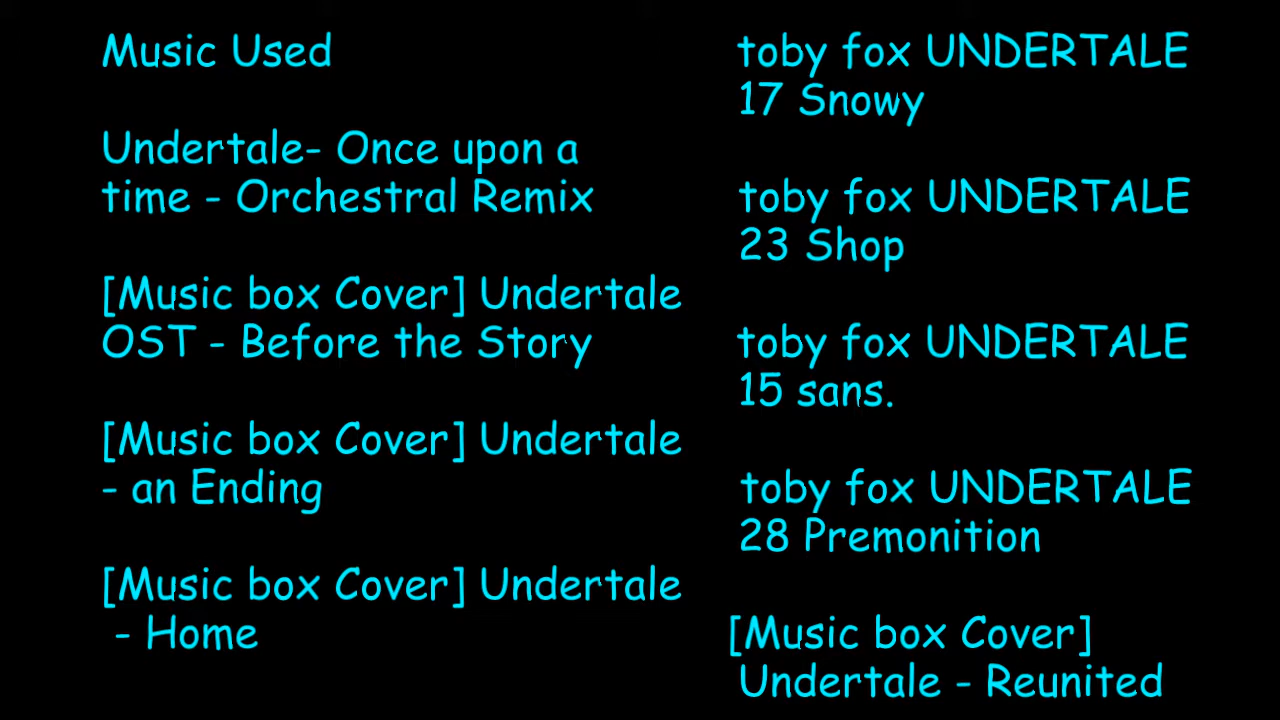 Music Used
Undertale- Once upon a
time - Orchestral Remix
[Music box Cover] Undertale
OST - Before the Story
[Music box Cover] Undertale
- an Ending
[Music box Cover] Undertale
- Home
toby fox UNDERTALE
17 Snowy
toby fox UNDERTALE
23 Shop
toby fox UNDERTALE
15 sans.
toby fox UNDERTALE
28 Premonition
[Music box Cover]
Undertale - Reunited